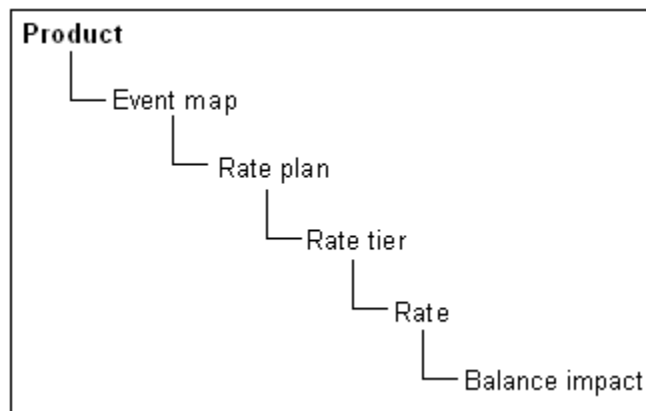 Product
Event map
Rate plan
Rate tier
Rate
Balance impact